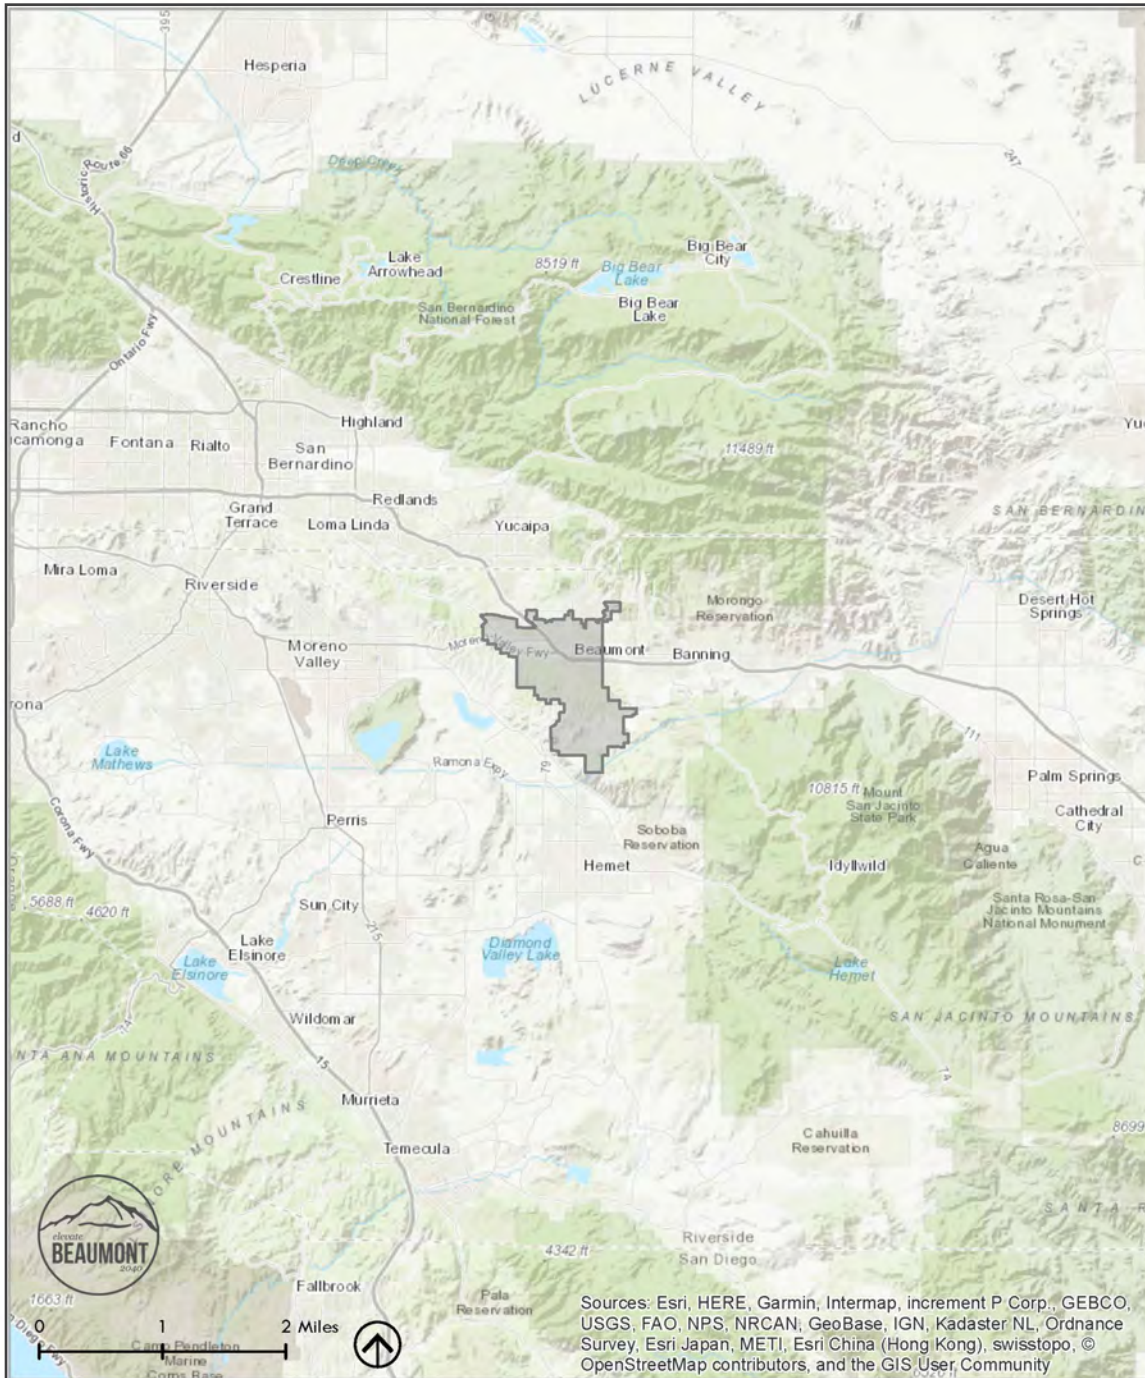 395
Hesperia
LUCERNE VALLEY
Historic Route 66
Deep Creek
247
Big Bear
City
Lake
Arrowhead
8519 ft
Big Bear
Lake
Crestline
San Bernardino
National Forest
Big Bear
Lake
Ontario Fwy
Highland
Rancho
Fontana
Rialto
San
Bernardino
11489 ft
Redlands
Grand
Terrace
Loma Linda
Yucaipa
SAN BERNARDIN
Mira Loma
Riverside
Morongo
Reservation
Desert Hot
Springs
Moreno
Valley
Moreno Valley Fwy
Beaumont
Banning
111
Lake
Mathews
Ramona Expy
79
10815 ft
Mount
San Jacinto
State Park
Palm Springs
Cathedral
City
Corona Fwy
Perris
Soboba
Reservation
Agua
Caliente
Hemet
Idyllwild
5688 ft
4620 ft
Sun City
Santa Rosa-San
Jacinto Mountains
National Monument
215
Lake
Elsinore
Lake
Elsinore
Diamond
Valley Lake
Lake
Hemet
Wildomar
SAN JACINTO MOUNTAINS
74
NTA ANA MOUNTAINS
15
74
Murrieta
Temecula
Cahuilla
Reservation
8699
MOUNTAINS
SANTA R
elevate
BEAUMONT
2040
Riverside
San Diego
4342 ft
Fallbrook
1663 ft
Pala
Reservation
0 1 2 Miles
Camp Pendleton
Marine
Corps Base
n Diego Fwy
Sources: Esri, HERE, Garmin, Intermap, increment P Corp., GEBCO,
USGS, FAO, NPS, NRCAN, GeoBase, IGN, Kadaster NL, Ordnance
Survey, Esri Japan, METI, Esri China (Hong Kong), swisstopo, ©
OpenStreetMap contributors, and the GIS User Community